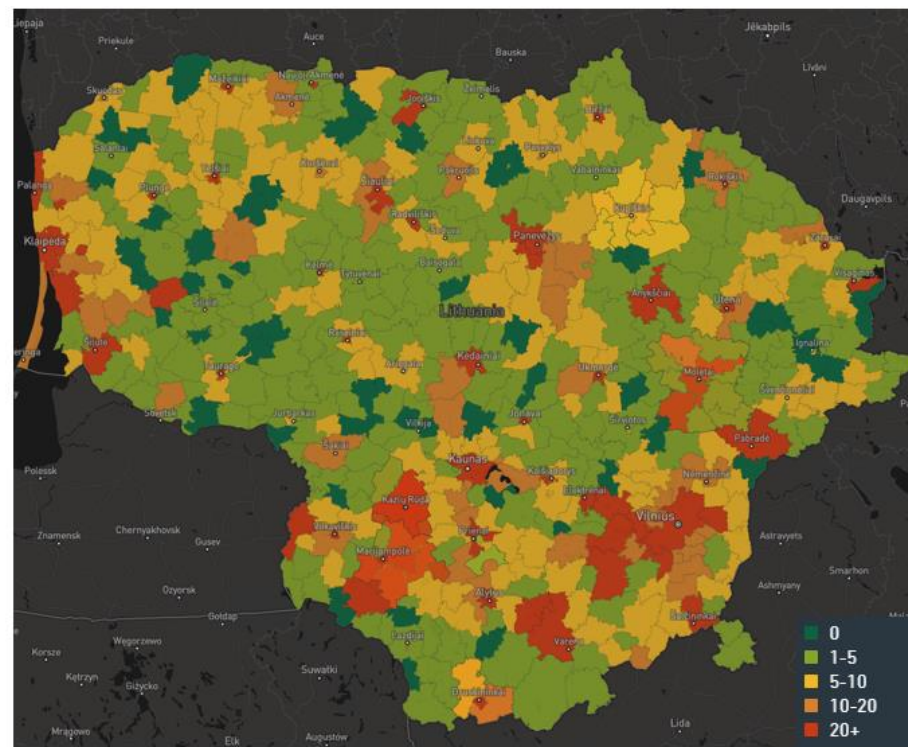 Liepaja
Priekule
Auce
Bauska
Jēkabpils
Līvāni
Skuodas
Mažeikiai
Naujoji Akmenė
Akmenė
Joniškis
Žeimelis
Biržai
Salantai
Linkuva
Pasvalys
Vabalninkas
Rokiškis
Palanga
Plungė
Telšiai
Kuršėnai
Šiauliai
Pakruojis
Kupiškis
Daugavpils
Klaipėda
Radviliškis
Šeduva
Panevėžys
Zarasai
Kelmė
Tytuvėnai
Baisogala
Visaginas
Šilalė
Lithuania
Anykščiai
Utena
Šilutė
Raseiniai
Ignalina
Tauragė
Ariogala
Kėdainiai
Ukmergė
Molėtai
Švenčionėliai
Sovetsk
Jurbarkas
Vilkija
Jonava
Širvintos
Pabradė
Polessk
Šakiai
Kaunas
Kaišiadorys
Nemenčinė
Znamensk
Chernyakhovsk
Gusev
Kazlų Rūda
Elektrėnai
Vilnius
Astravyets
Vilkaviškis
Prienai
Smarhon
Ozyorsk
Marijampolė
Ashmyany
Gołdap
Alytus
Šalčininkai
Korsze
Węgorzewo
Lazdijai
Varėna
Kętrzyn
Giżycko
Suwałki
Druskininkai
Mrągowo
Ełk
Augustów
Lida
0
1-5
5-10
10-20
20+